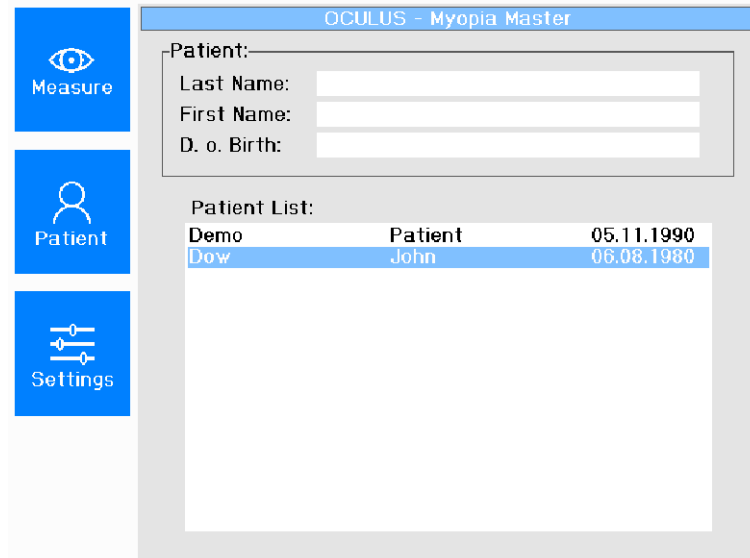 OCULUS - Myopia Master
Measure
Patient
Settings
Patient:
Last Name:
First Name:
D. o. Birth:
Patient List:
Demo Patient 05.11.1990
Dow John 06.08.1980